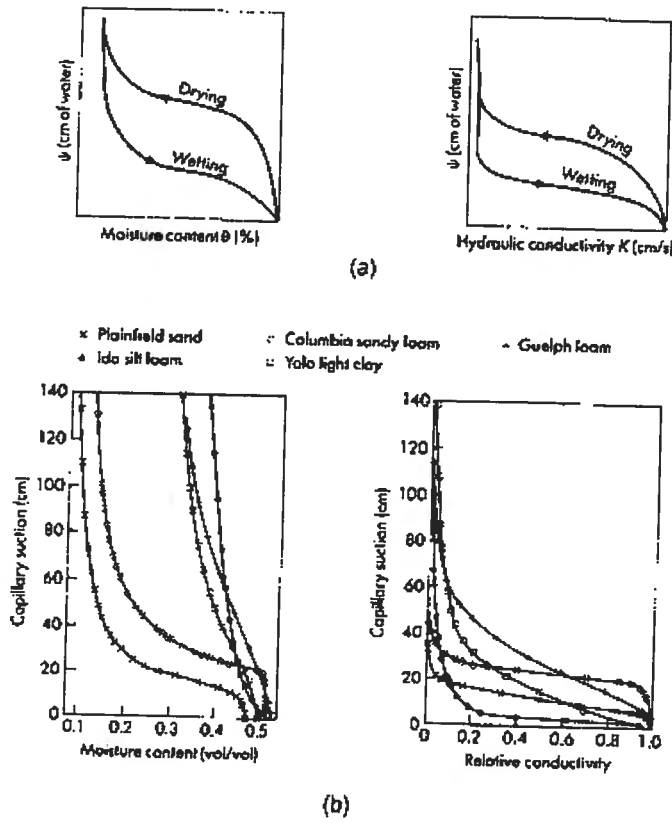 ψ (cm of water)
Drying
Wetting
Moisture content θ (%)
ψ (cm of water)
Drying
Wetting
Hydraulic conductivity K (cm/s)
(a)
Plainfield sand
Columbia sandy loam
Guelph loam
Ida silt loam
Yolo light clay
140
120
100
80
60
40
20
0
Capillary suction (cm)
0.1 0.2 0.3 0.4 0.5
Moisture content (vol/vol)
140
120
100
80
60
40
20
0
Capillary suction (cm)
0 0.2 0.4 0.6 0.8 1.0
Relative conductivity
(b)